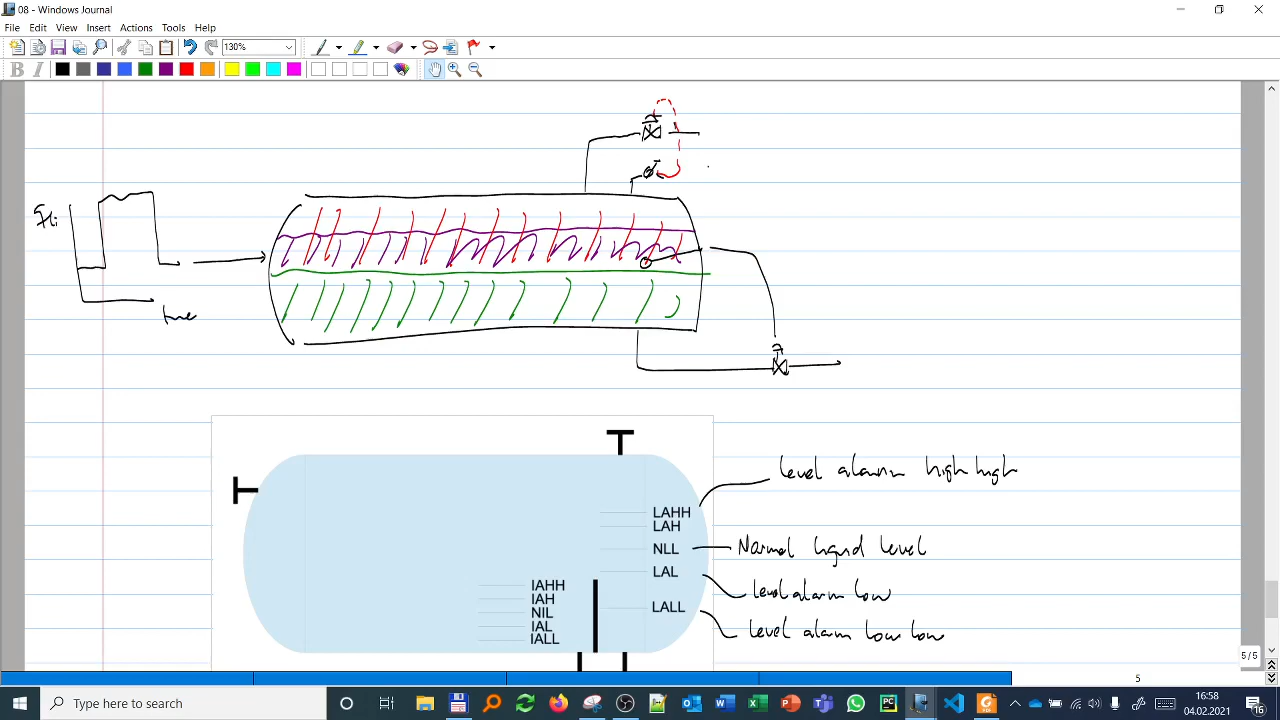 08 - Windows Journal
File Edit View Insert Actions Tools Help
130%
B I
time
level alarm high high
LAHH
LAH
NLL
Normal liquid level
LAL
level alarm low
IAHH
IAH
NIL
LALL
IAL
level alarm low low
IALL
5/5
5
Type here to search
16:58
04.02.2021